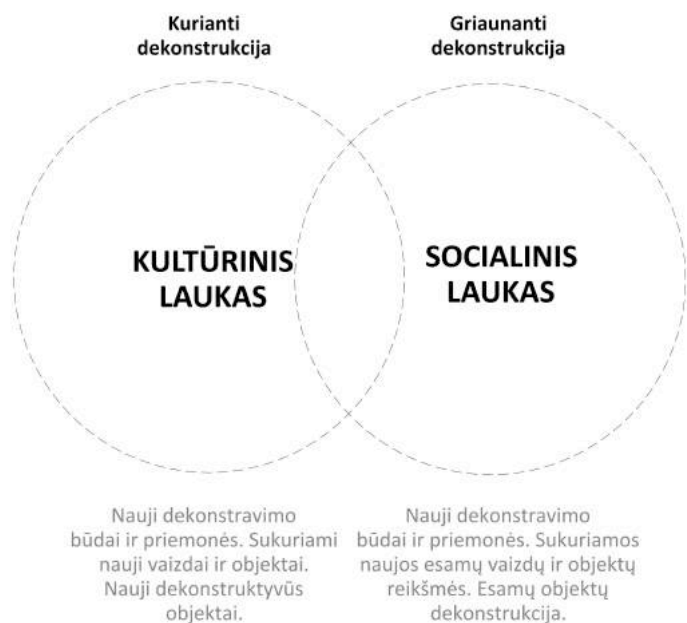 Kurianti
dekonstrukcija
Griaunanti
dekonstrukcija
KULTŪRINIS
LAUKAS
SOCIALINIS
LAUKAS
Nauji dekonstravimo
būdai ir priemonės. Sukuriami
nauji vaizdai ir objektai.
Nauji dekonstruktyvūs
objektai.
Nauji dekonstravimo
būdai ir priemonės. Sukuriamos
naujos esamų vaizdų ir objektų
reikšmės. Esamų objektų
dekonstrukcija.